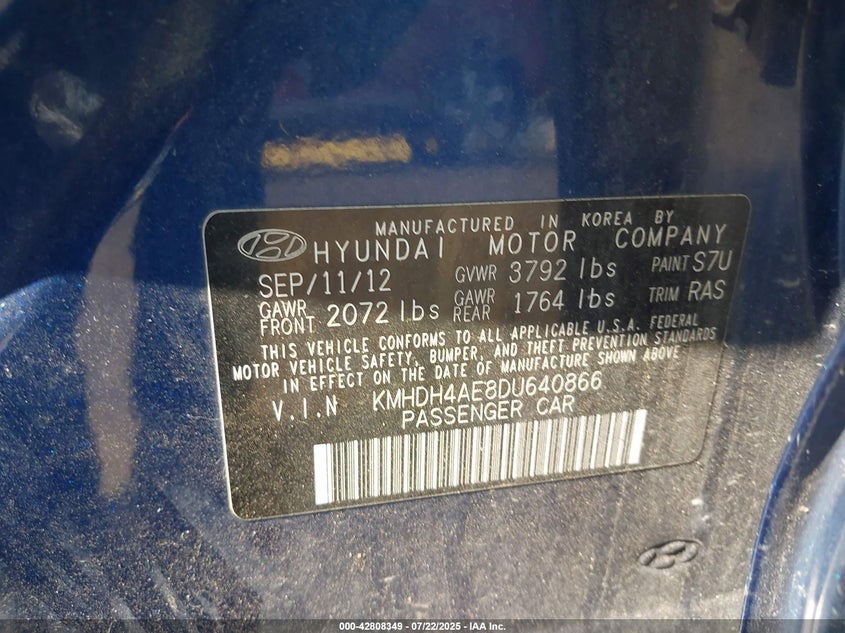 MANUFACTURED IN KOREA BY
HYUNDAI MOTOR COMPANY
SEP/11/12 GVWR 3792 lbs PAINT S7U
GAWR FRONT 2072 lbs GAWR REAR 1764 lbs TRIM RAS
THIS VEHICLE CONFORMS TO ALL APPLICABLE U.S.A. FEDERAL
MOTOR VEHICLE SAFETY, BUMPER, AND THEFT PREVENTION STANDARDS
IN EFFECT ON THE DATE OF MANUFACTURE SHOWN ABOVE
V.I.N KMHDH4AE8DU640866
PASSENGER CAR
000-42808349 - 07/22/2025 - IAA Inc.